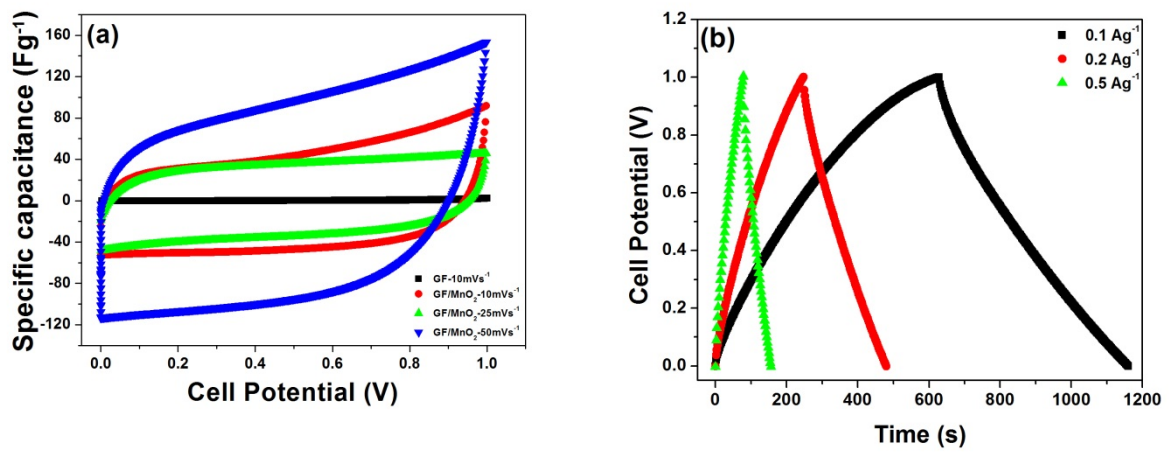 (a)
Specific capacitance (Fg⁻¹)
160
120
80
40
0
-40
-80
-120
GF-10mVs⁻¹
GF/MnO₂-10mVs⁻¹
GF/MnO₂-25mVs⁻¹
GF/MnO₂-50mVs⁻¹
0.0 0.2 0.4 0.6 0.8 1.0
Cell Potential (V)
(b)
Cell Potential (V)
1.2
1.0
0.8
0.6
0.4
0.2
0.0
0.1 Ag⁻¹
0.2 Ag⁻¹
0.5 Ag⁻¹
0 200 400 600 800 1000 1200
Time (s)